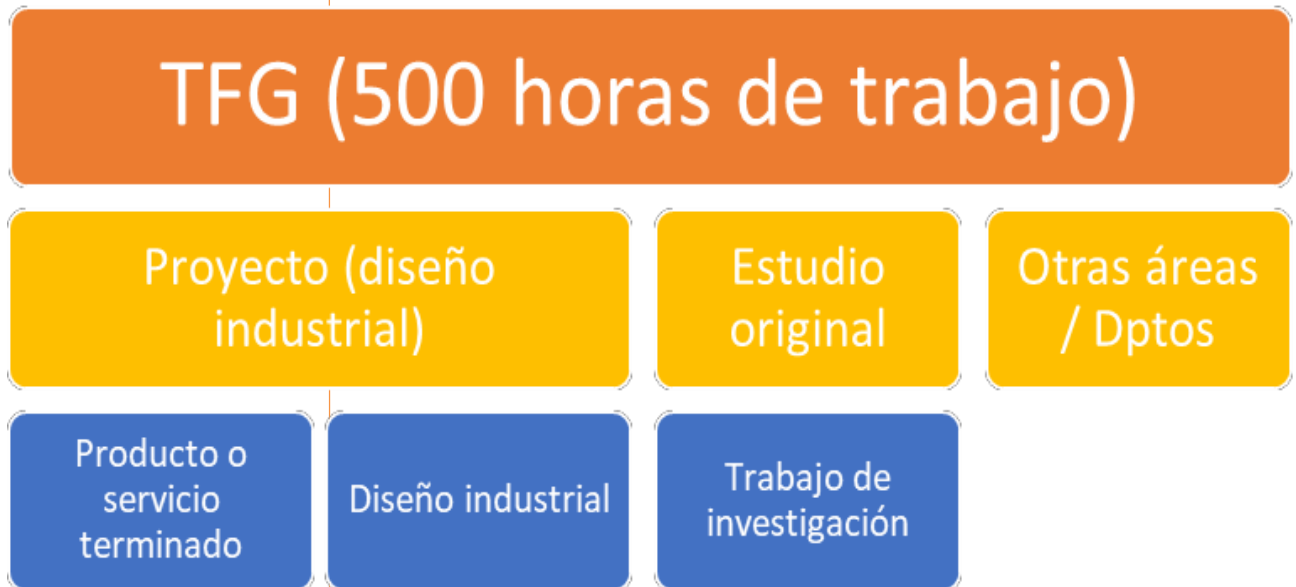 TFG (500 horas de trabajo)
Proyecto (diseño
industrial)
Estudio
original
Otras áreas
/ Dptos
Producto o
servicio
terminado
Diseño industrial
Trabajo de
investigación